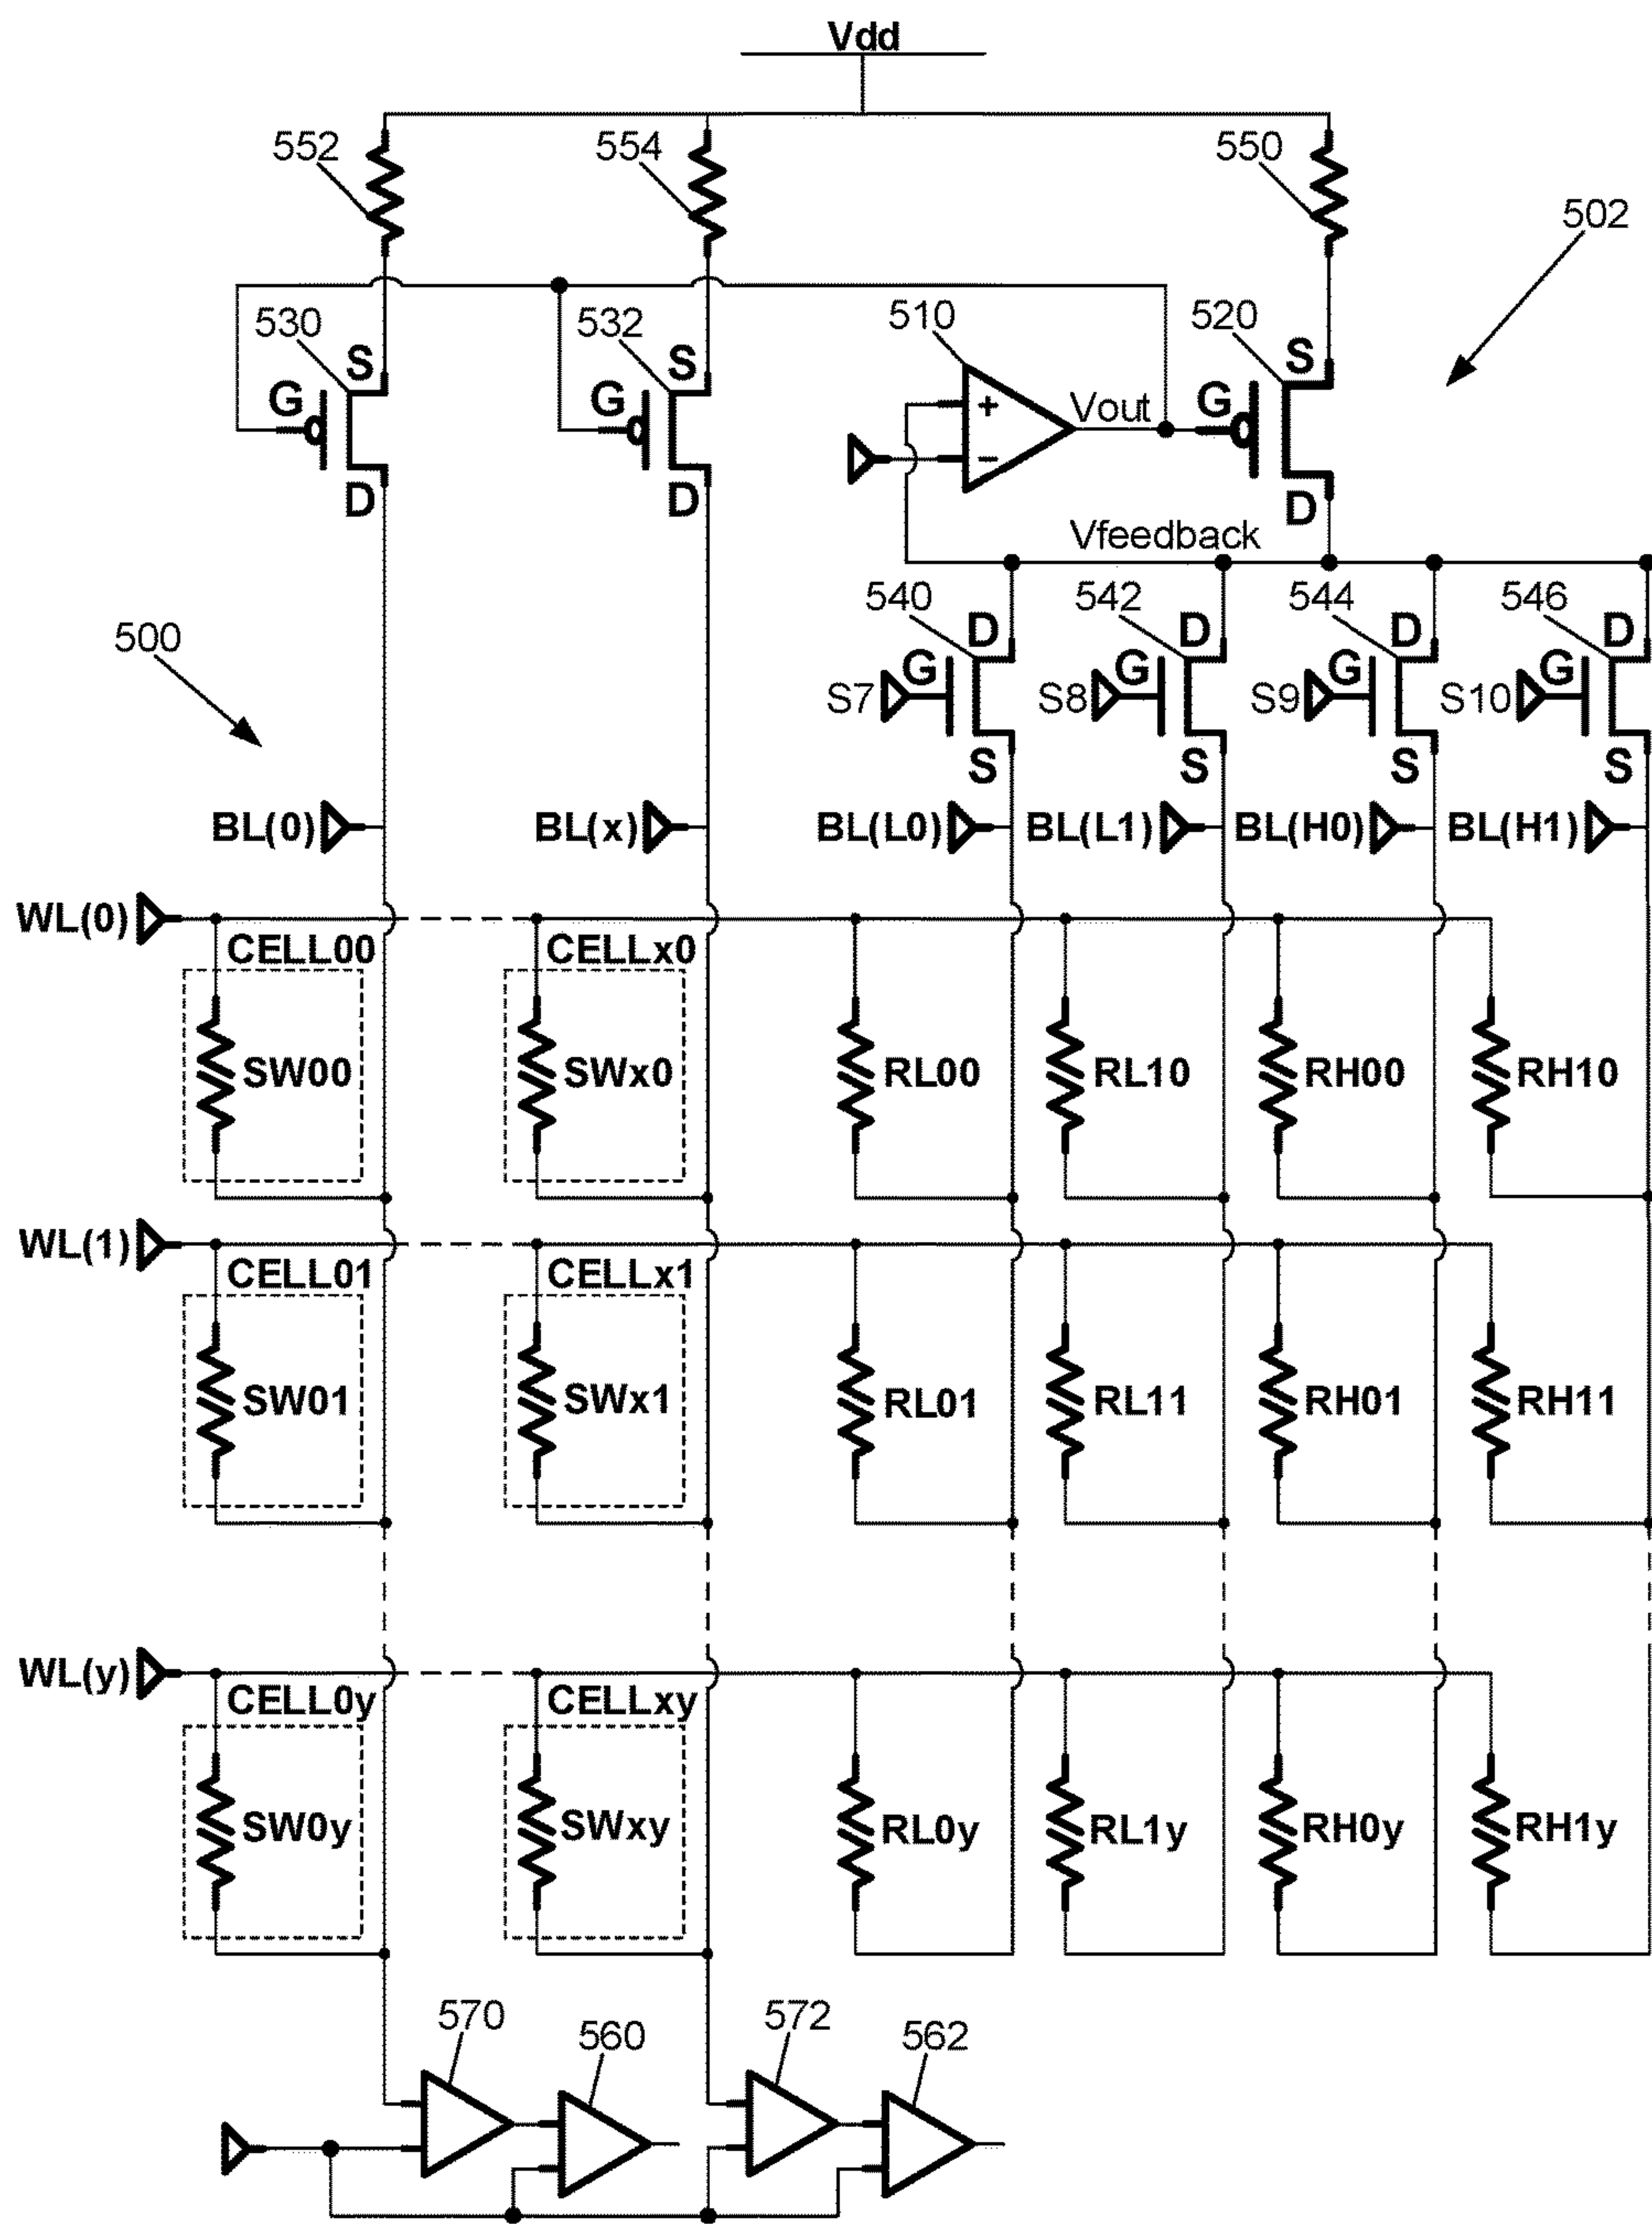 Vdd
552
554
550
502
530
532
510
520
S
S
S
G
G
+
Vout
G
−
D
D
D
Vfeedback
540
542
544
546
500
D
D
D
D
G
G
G
G
S7
S8
S9
S10
S
S
S
S
BL(0)
BL(x)
BL(L0)
BL(L1)
BL(H0)
BL(H1)
WL(0)
CELL00
CELLx0
SW00
SWx0
RL00
RL10
RH00
RH10
WL(1)
CELL01
CELLx1
SW01
SWx1
RL01
RL11
RH01
RH11
WL(y)
CELL0y
CELLxy
SW0y
SWxy
RL0y
RL1y
RH0y
RH1y
570
560
572
562